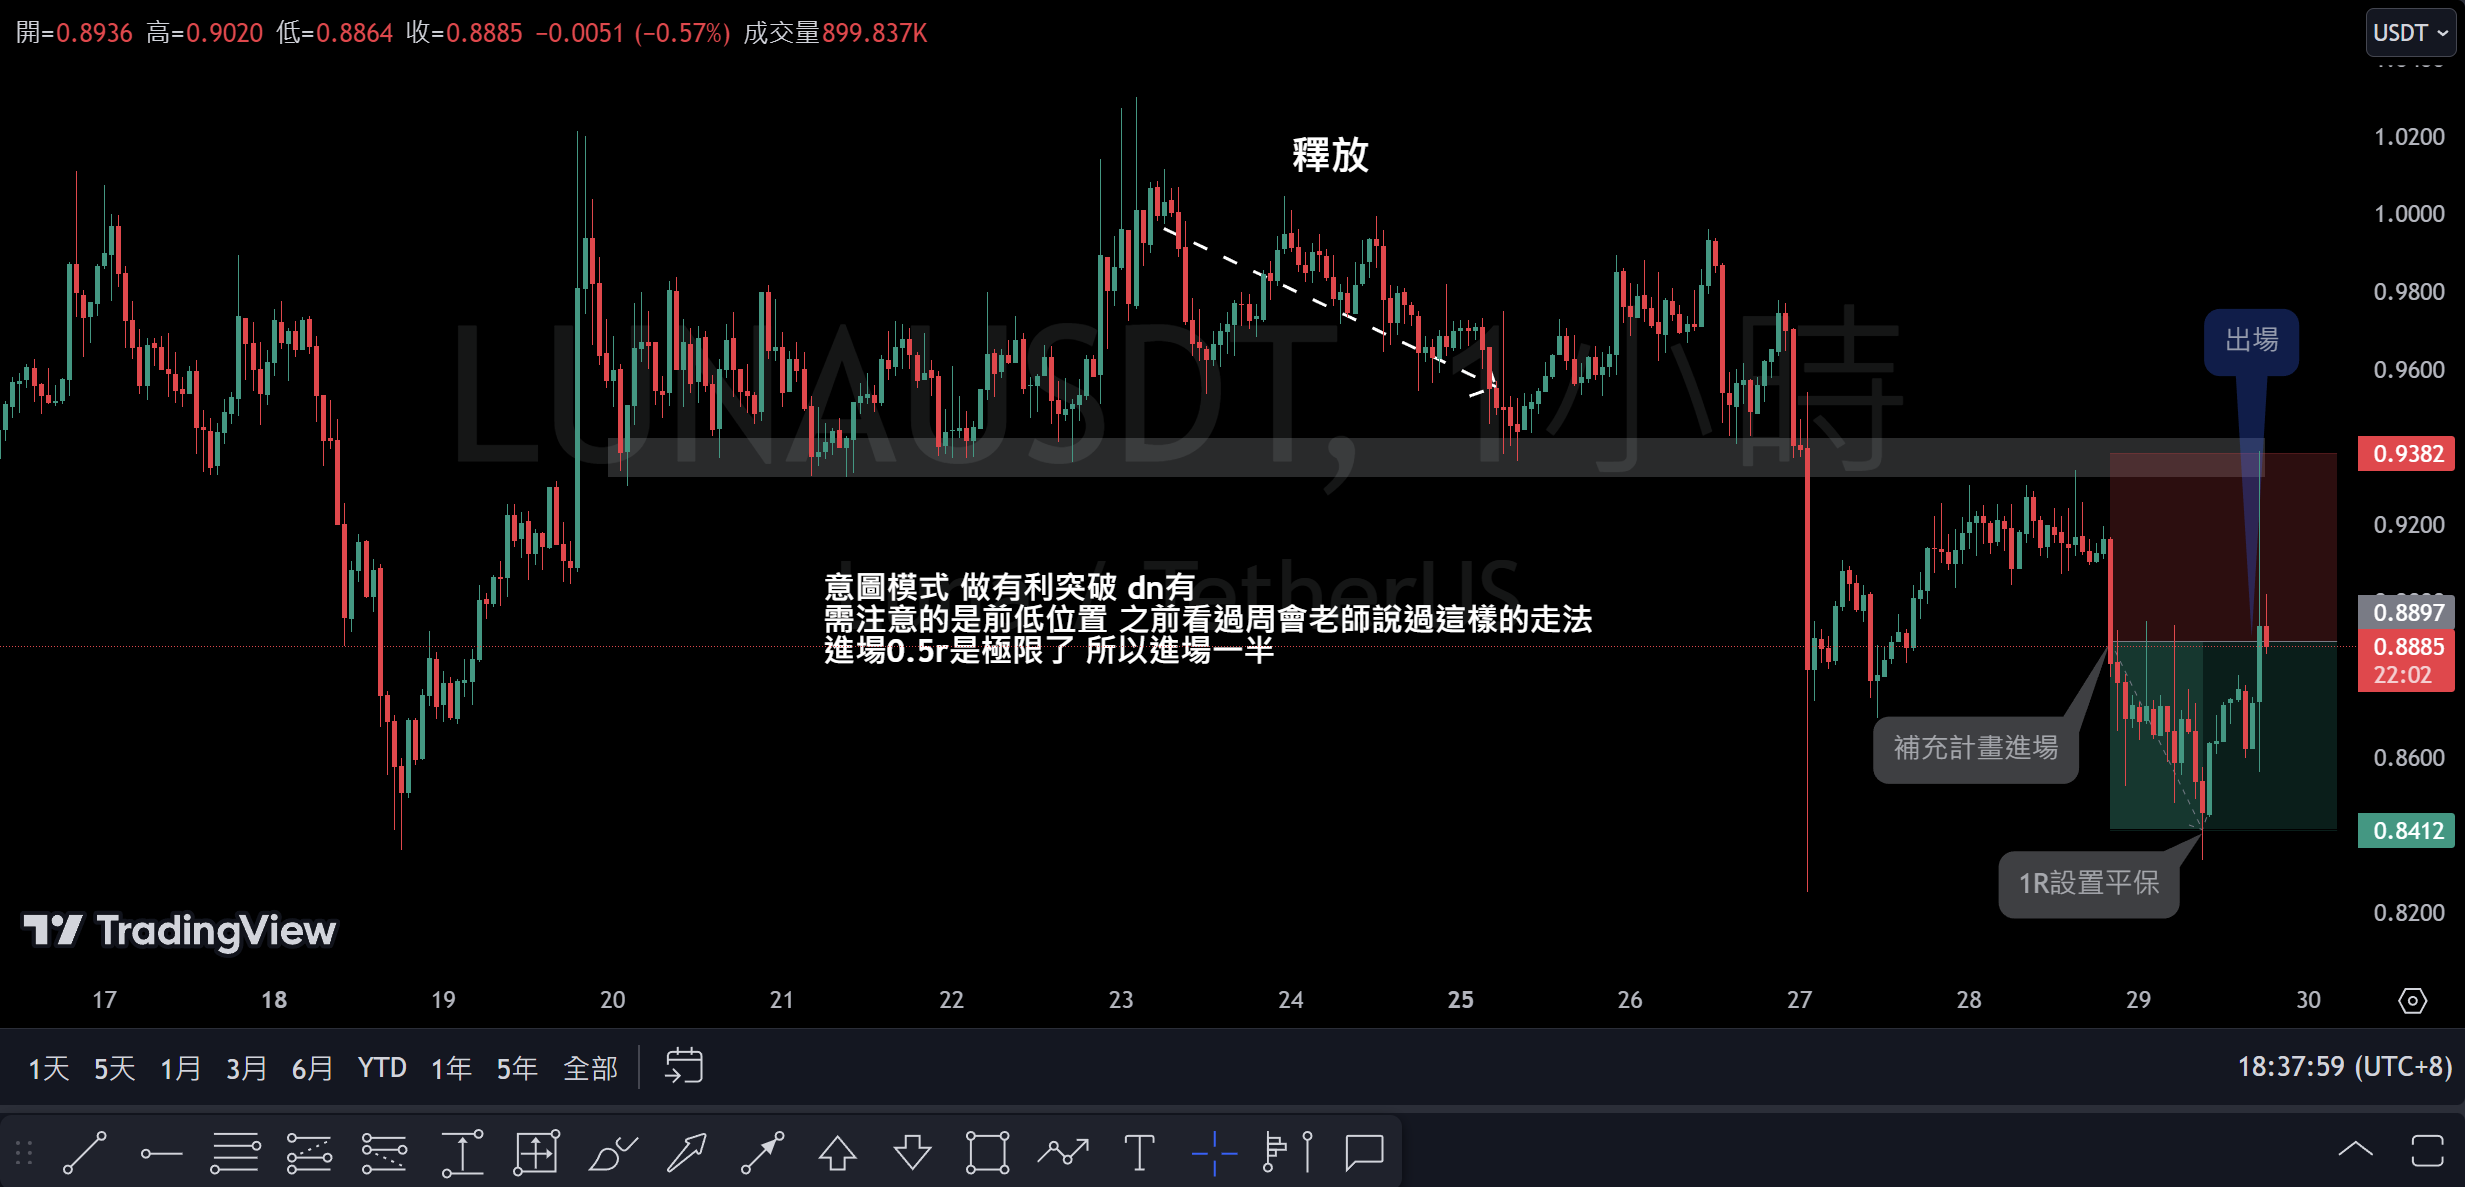 開=0.8936 高=0.9020 低=0.8864 收=0.8885 −0.0051 (−0.57%) 成交量899.837K
USDT
1.0200
釋放
1.0000
LUNAUSDT, 1小時
0.9800
出場
0.9600
0.9382
0.9200
TetherUS
意圖模式 做有利突破 dn有
需注意的是前低位置 之前看過周會老師說過這樣的走法
進場0.5r是極限了 所以進場一半
0.8897
0.8885
22:02
補充計畫進場
0.8600
0.8412
1R設置平保
0.8200
TradingView
17 18 19 20 21 22 23 24 25 26 27 28 29 30
1天 5天 1月 3月 6月 YTD 1年 5年 全部
18:37:59 (UTC+8)